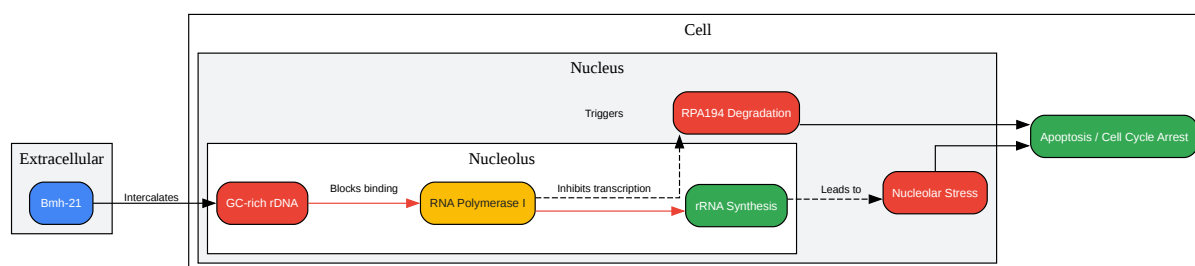 Cell
Nucleus
Triggers
RPA194 Degradation
Apoptosis / Cell Cycle Arrest
Extracellular
Nucleolus
Bmh-21
Intercalates
GC-rich rDNA
Blocks binding
RNA Polymerase I
Inhibits transcription
rRNA Synthesis
Leads to
Nucleolar Stress